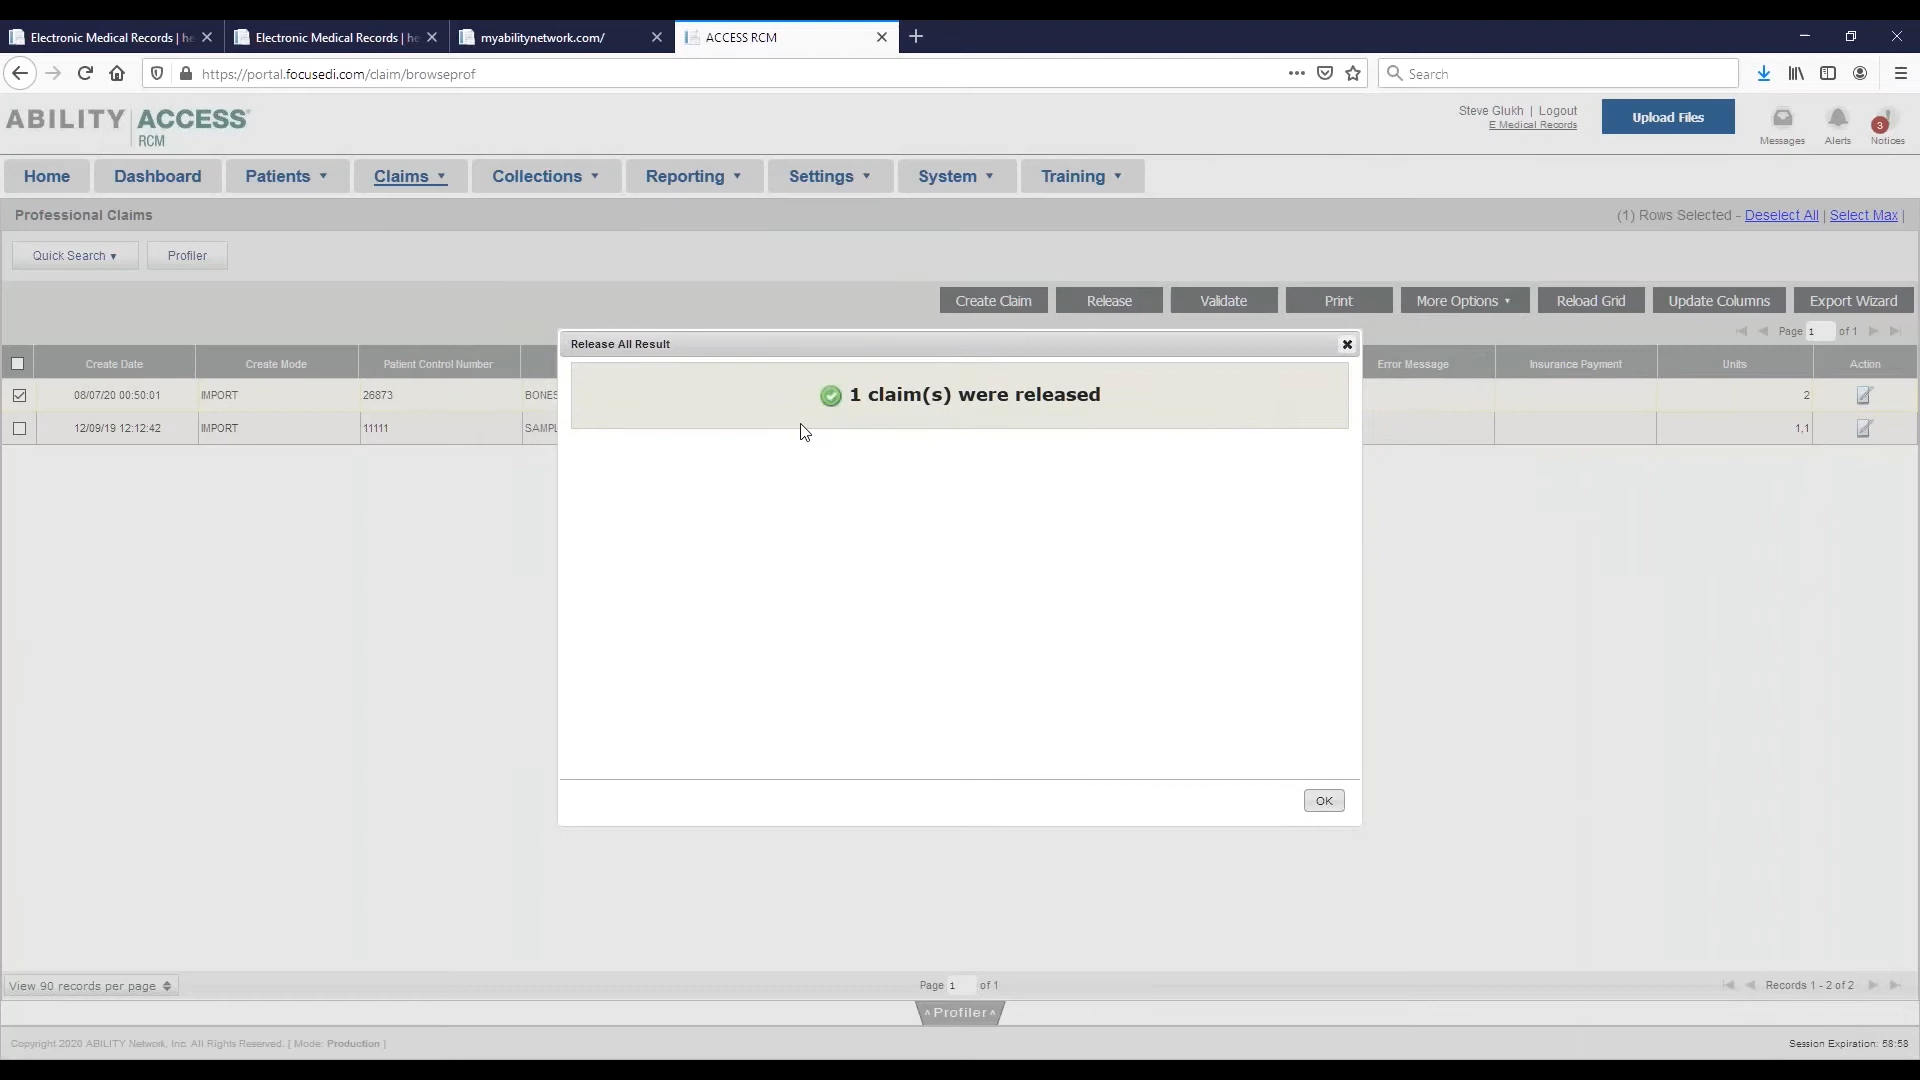 Electronic Medical Records | he
Electronic Medical Records | he
myabilitynetwork.com/
ACCESS RCM
https://portal.focusedi.com/claim/browseprof
Search
ABILITY ACCESS
RCM
Steve Glukh | Logout
E Medical Records
Upload Files
Messages
Alerts
3
Notices
Home
Dashboard
Patients
Claims
Collections
Reporting
Settings
System
Training
Professional Claims
(1) Rows Selected - Deselect All | Select Max |
Quick Search
Profiler
Create Claim
Release
Validate
Print
More Options
Reload Grid
Update Columns
Export Wizard
Page 1 of 1
Release All Result
Create Date
Create Mode
Patient Control Number
Error Message
Insurance Payment
Units
Action
08/07/20 00:50:01
IMPORT
26873
BONES
2
1 claim(s) were released
12/09/19 12:12:42
IMPORT
11111
SAMPL
1,1
OK
View 90 records per page
Page 1 of 1
Records 1 - 2 of 2
^Profiler^
Copyright 2020 ABILITY Network, Inc. All Rights Reserved. [ Mode: Production ]
Session Expiration: 58:58